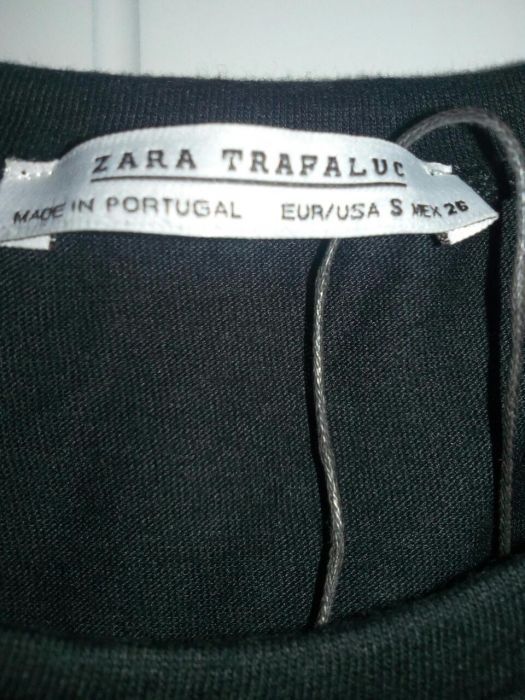 ZARA TRAFALUC
MADE IN PORTUGAL EUR/USA S MEX 26